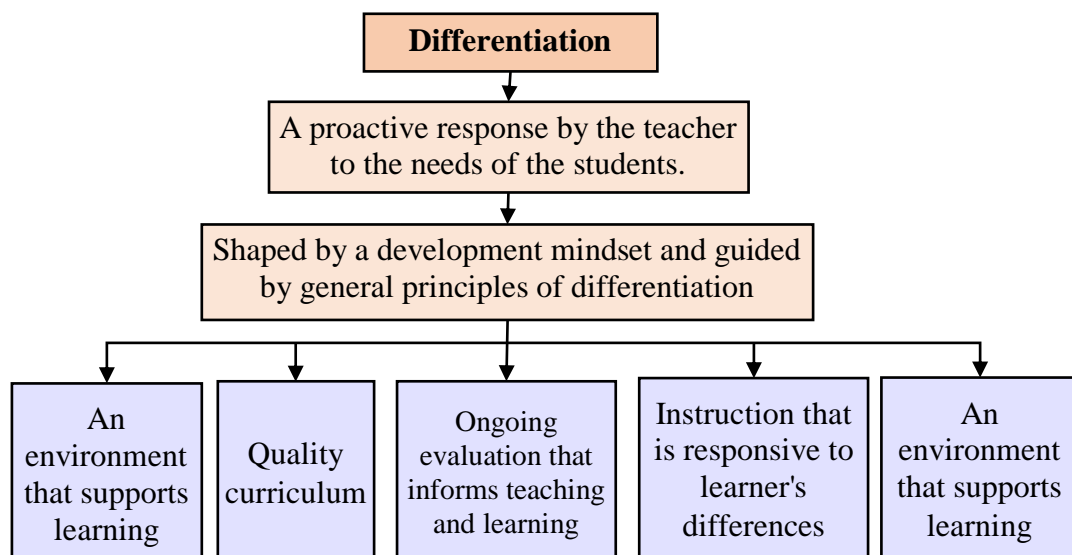 Differentiation
A proactive response by the teacher
to the needs of the students.
Shaped by a development mindset and guided
by general principles of differentiation
An
environment
that supports
learning
Quality
curriculum
Ongoing
evaluation that
informs teaching
and learning
Instruction that
is responsive to
learner's
differences
An
environment
that supports
learning